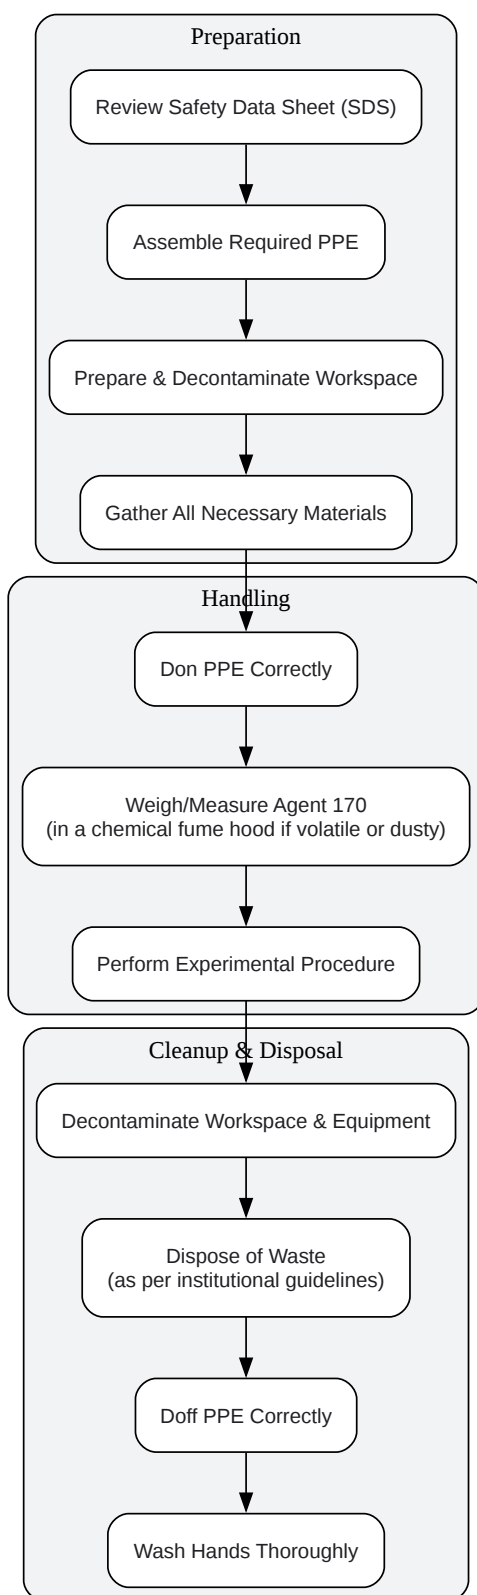 Preparation
Review Safety Data Sheet (SDS)
Assemble Required PPE
Prepare & Decontaminate Workspace
Gather All Necessary Materials
Handling
Don PPE Correctly
Weigh/Measure Agent 170
(in a chemical fume hood if volatile or dusty)
Perform Experimental Procedure
Cleanup & Disposal
Decontaminate Workspace & Equipment
Dispose of Waste
(as per institutional guidelines)
Doff PPE Correctly
Wash Hands Thoroughly